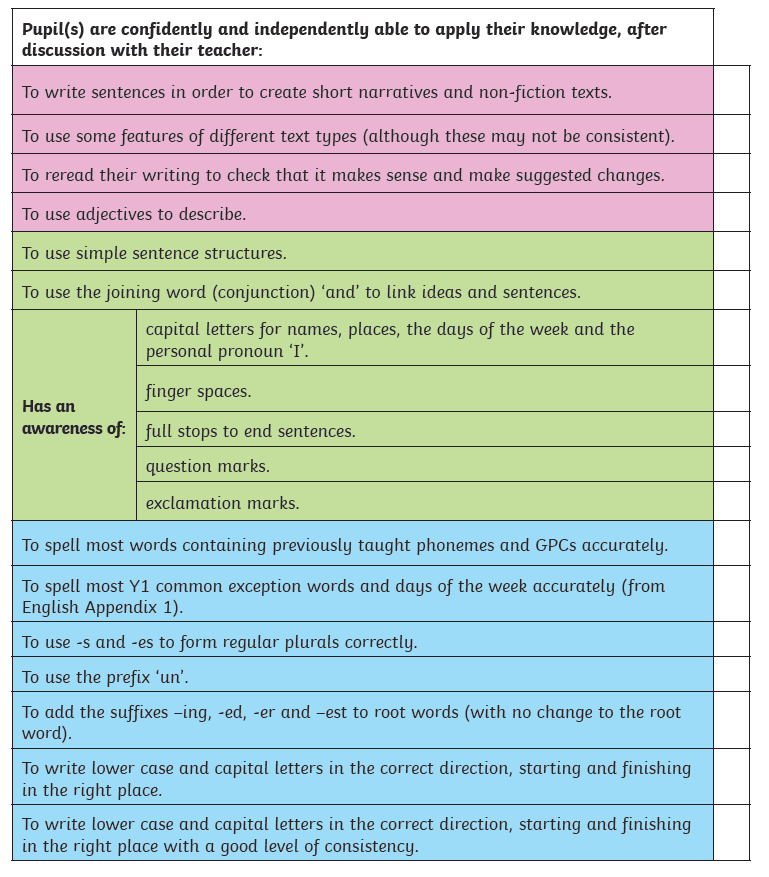 Pupil(s) are confidently and independently able to apply their knowledge, after
discussion with their teacher:
To write sentences in order to create short narratives and non-fiction texts.
To use some features of different text types (although these may not be consistent).
To reread their writing to check that it makes sense and make suggested changes.
To use adjectives to describe.
To use simple sentence structures.
To use the joining word (conjunction) ‘and’ to link ideas and sentences.
Has an
awareness of:
capital letters for names, places, the days of the week and the
personal pronoun ‘I’.
finger spaces.
full stops to end sentences.
question marks.
exclamation marks.
To spell most words containing previously taught phonemes and GPCs accurately.
To spell most Y1 common exception words and days of the week accurately (from
English Appendix 1).
To use -s and -es to form regular plurals correctly.
To use the prefix ‘un’.
To add the suffixes –ing, -ed, -er and –est to root words (with no change to the root
word).
To write lower case and capital letters in the correct direction, starting and finishing
in the right place.
To write lower case and capital letters in the correct direction, starting and finishing
in the right place with a good level of consistency.